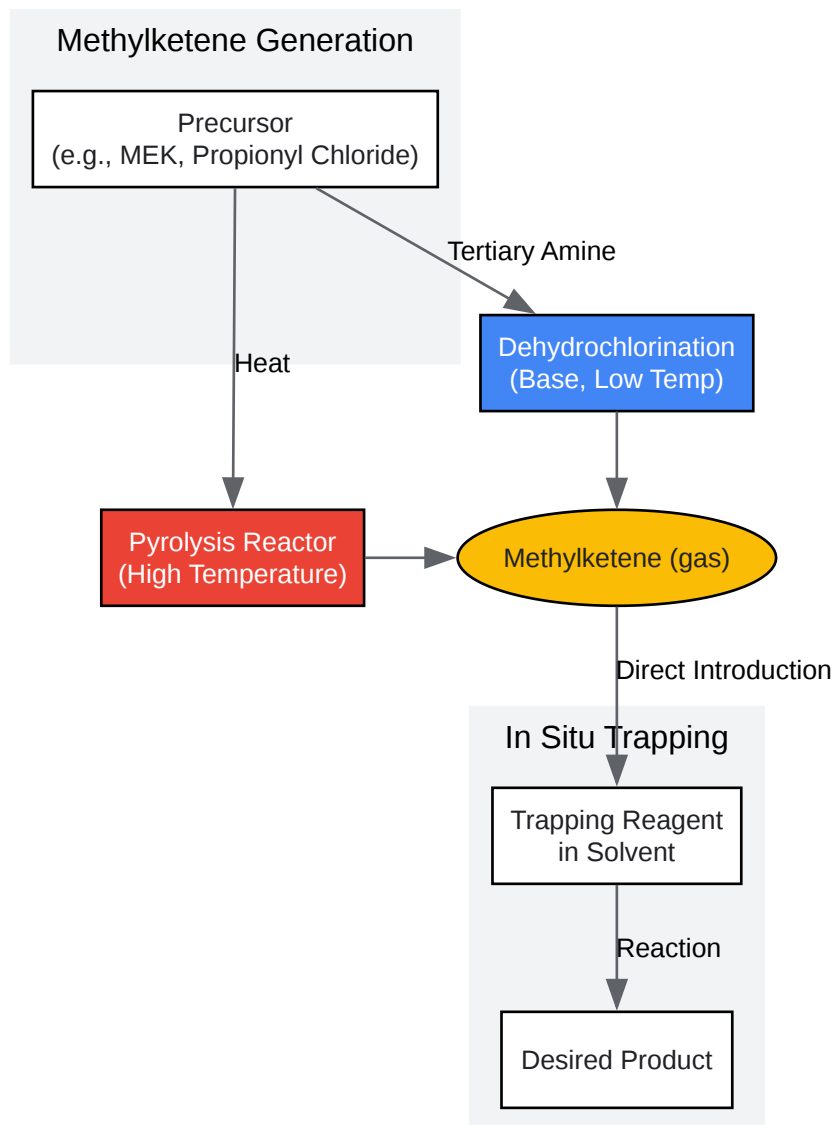 Methylketene Generation
Precursor
(e.g., MEK, Propionyl Chloride)
Tertiary Amine
Dehydrochlorination
(Base, Low Temp)
Heat
Pyrolysis Reactor
(High Temperature)
Methylketene (gas)
Direct Introduction
In Situ Trapping
Trapping Reagent
in Solvent
Reaction
Desired Product